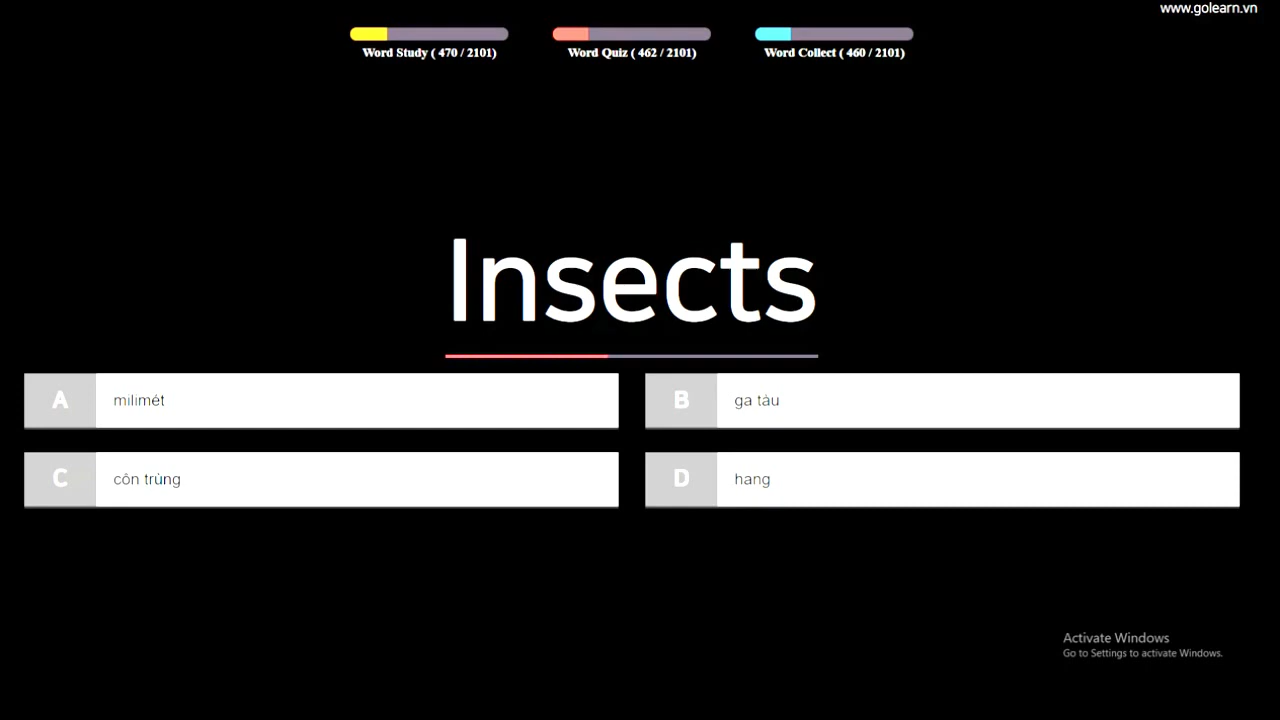 www.golearn.vn
Word Study ( 470 / 2101)
Word Quiz ( 462 / 2101)
Word Collect ( 460 / 2101)
Insects
A milimét
B ga tàu
C côn trùng
D hang
Activate Windows
Go to Settings to activate Windows.